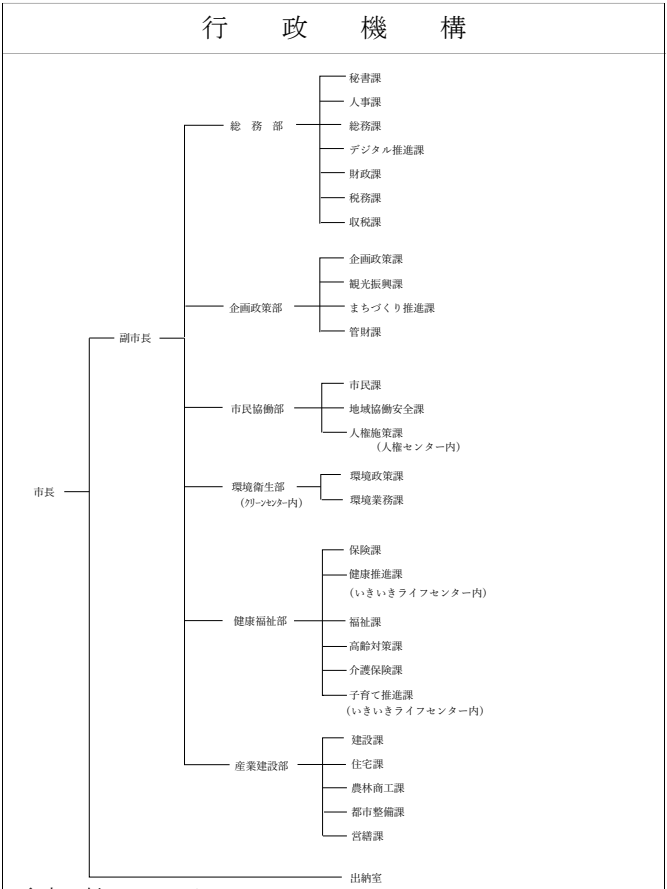 行政機構
市長
副市長
総務部
秘書課
人事課
総務課
デジタル推進課
財政課
税務課
収税課
企画政策部
企画政策課
観光振興課
まちづくり推進課
管財課
市民協働部
市民課
地域協働安全課
人権施策課
(人権センター内)
環境衛生部
(クリーンセンター内)
環境政策課
環境業務課
健康福祉部
保険課
健康推進課
(いきいきライフセンター内)
福祉課
高齢対策課
介護保険課
子育て推進課
(いきいきライフセンター内)
産業建設部
建設課
住宅課
農林商工課
都市整備課
営繕課
出納室